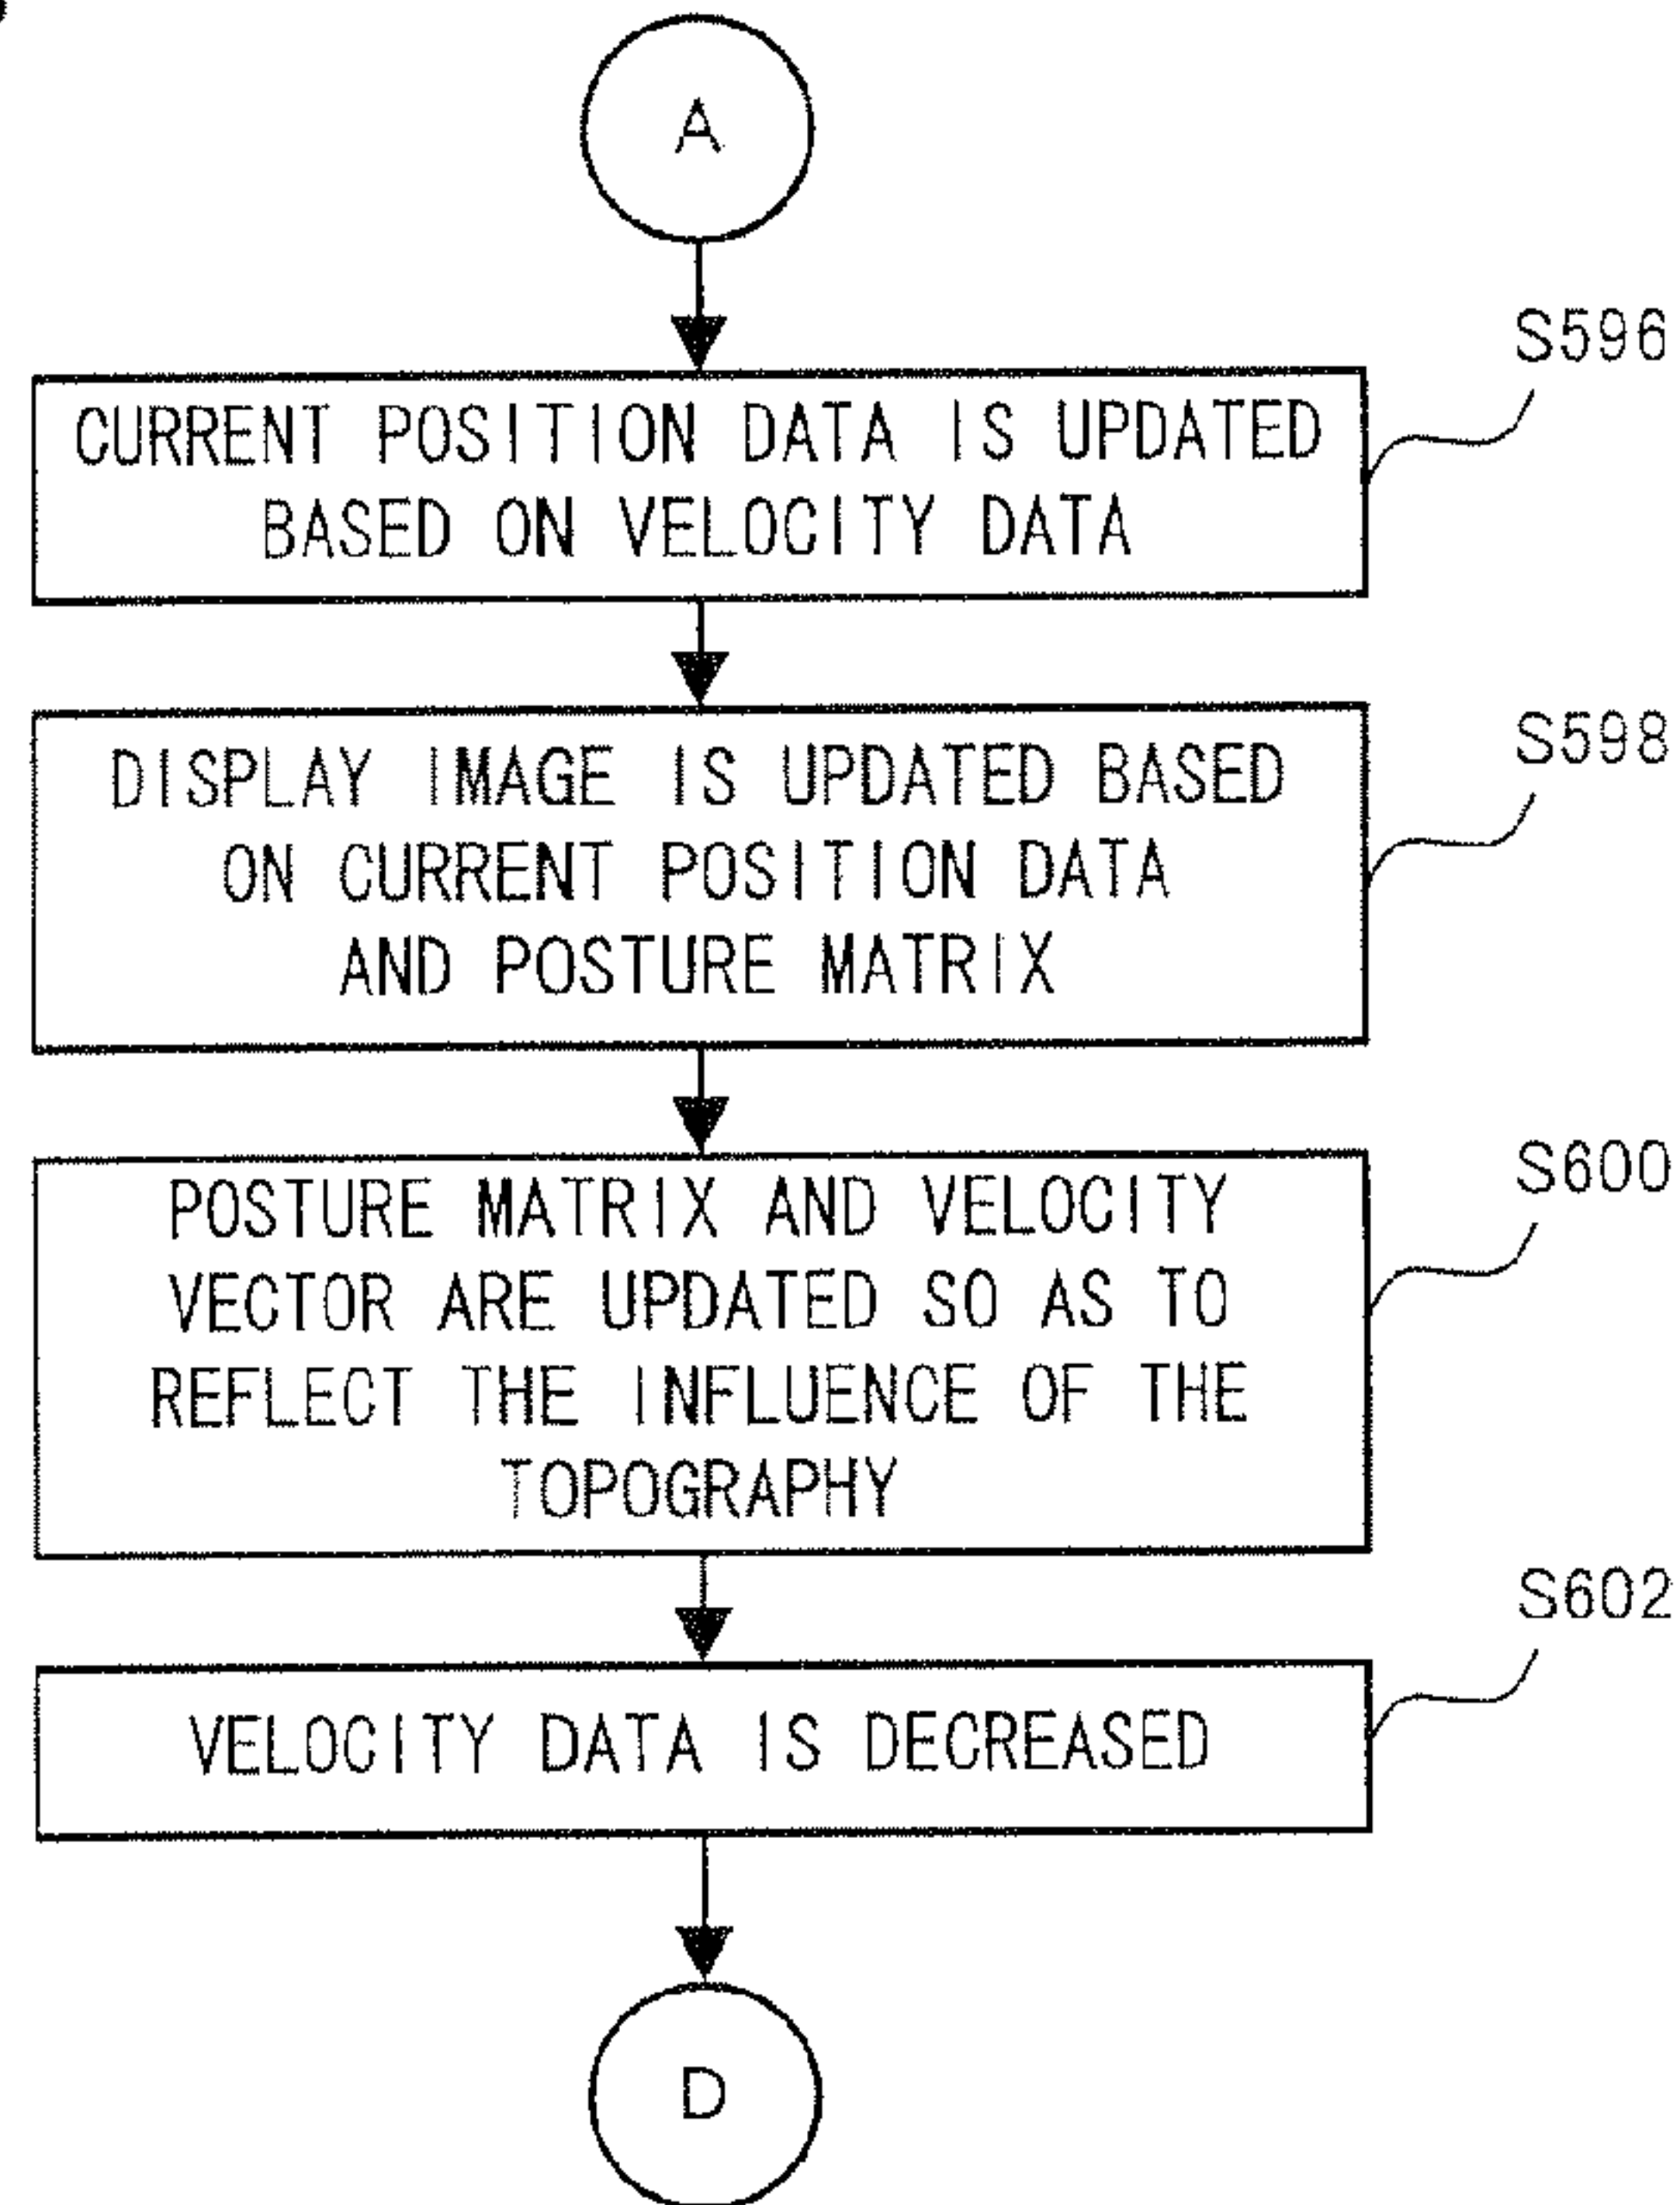 A
S596
CURRENT POSITION DATA IS UPDATED
BASED ON VELOCITY DATA
S598
DISPLAY IMAGE IS UPDATED BASED
ON CURRENT POSITION DATA
AND POSTURE MATRIX
S600
POSTURE MATRIX AND VELOCITY
VECTOR ARE UPDATED SO AS TO
REFLECT THE INFLUENCE OF THE
TOPOGRAPHY
S602
VELOCITY DATA IS DECREASED
D